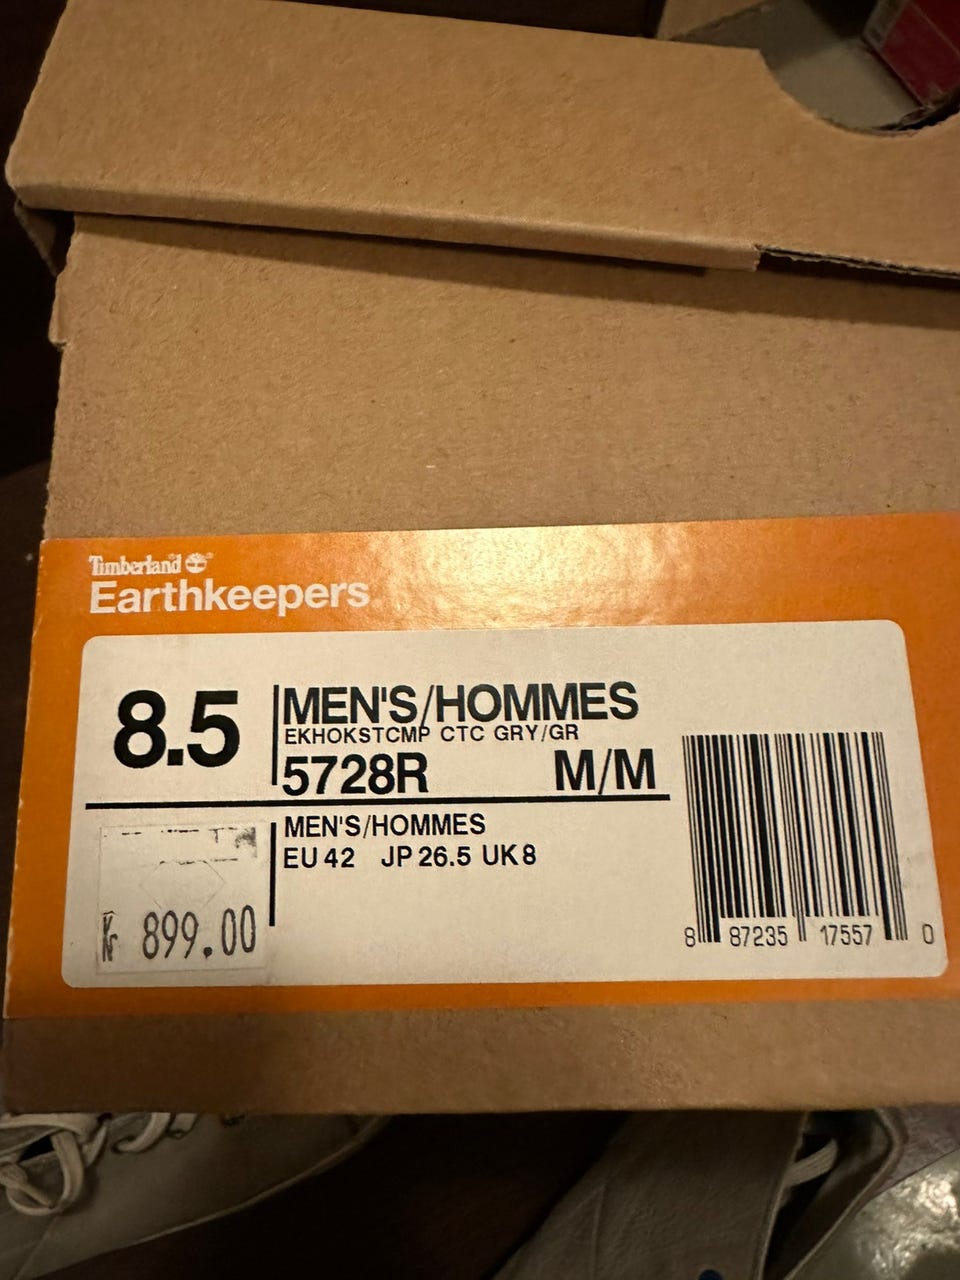 Timberland
Earthkeepers
8.5
MEN'S/HOMMES
EKHOKSTCMP CTC GRY/GR
5728R M/M
MEN'S/HOMMES
EU 42 JP 26.5 UK 8
Kr 899.00
8 87235 17557 0